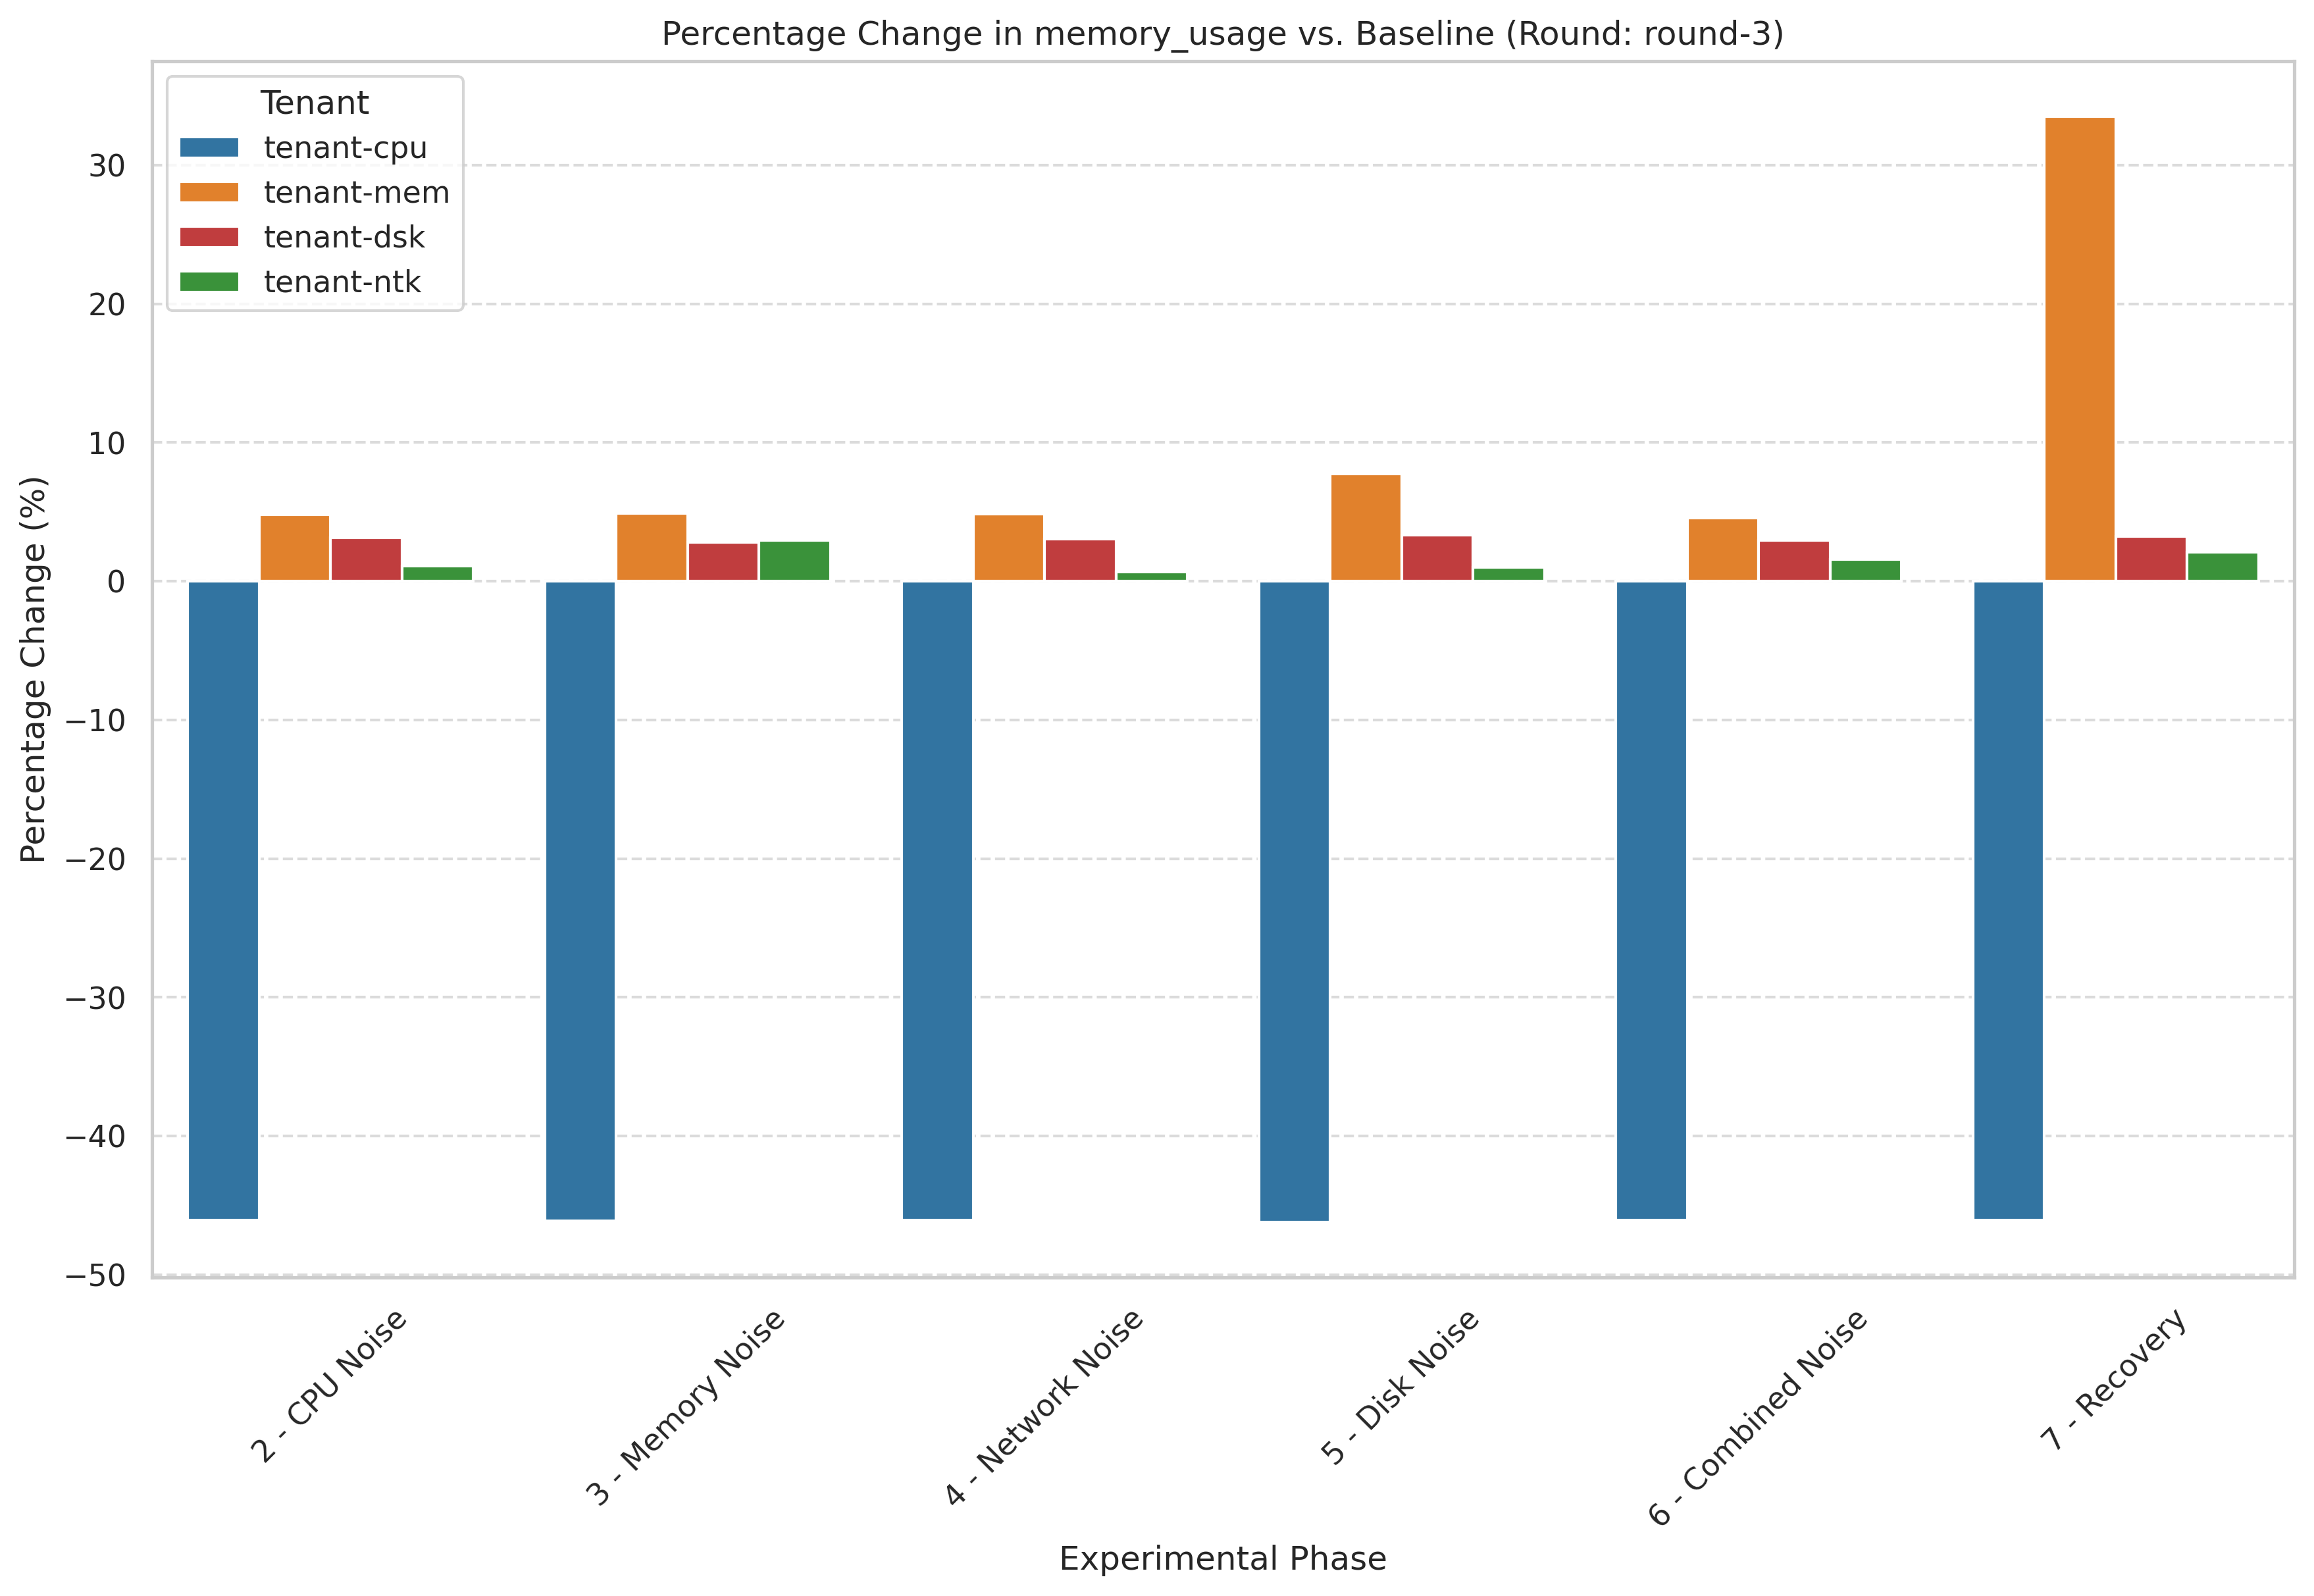 Percentage Change in memory_usage vs. Baseline (Round: round-3)
Tenant
tenant-cpu
tenant-mem
tenant-dsk
tenant-ntk
Percentage Change (%)
30
20
10
0
−10
−20
−30
−40
−50
2 - CPU Noise
3 - Memory Noise
4 - Network Noise
5 - Disk Noise
6 - Combined Noise
7 - Recovery
Experimental Phase